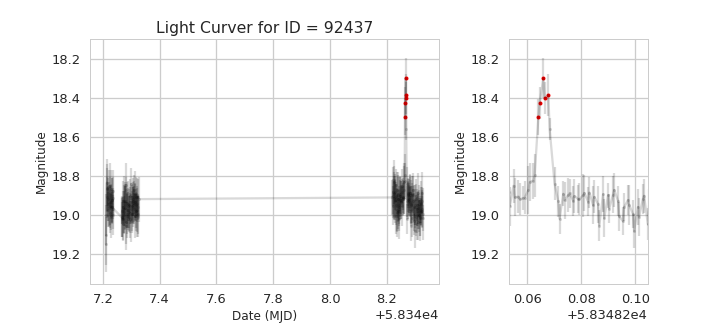 Light Curver for ID = 92437
Magnitude
18.2
18.4
18.6
18.8
19.0
19.2
7.2 7.4 7.6 7.8 8.0 8.2
Date (MJD)
+5.834e4
Magnitude
18.2
18.4
18.6
18.8
19.0
19.2
0.06 0.08 0.10
+5.83482e4